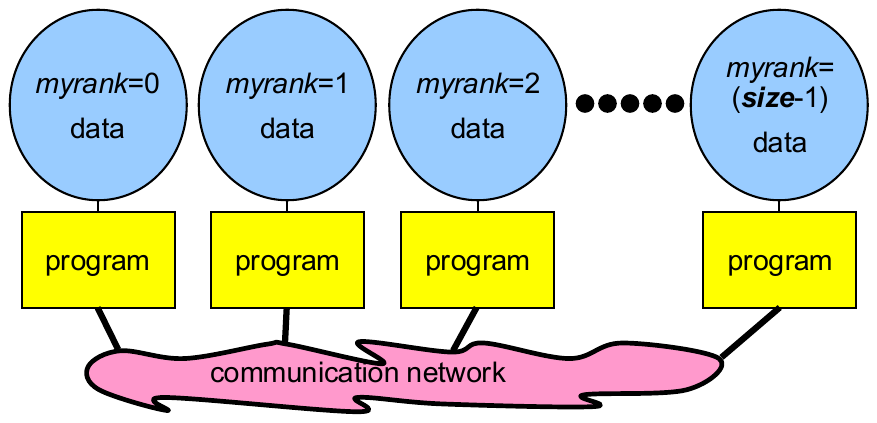 myrank=0
data
myrank=1
data
myrank=2
data
myrank=
(size-1)
data
program
program
program
program
communication network